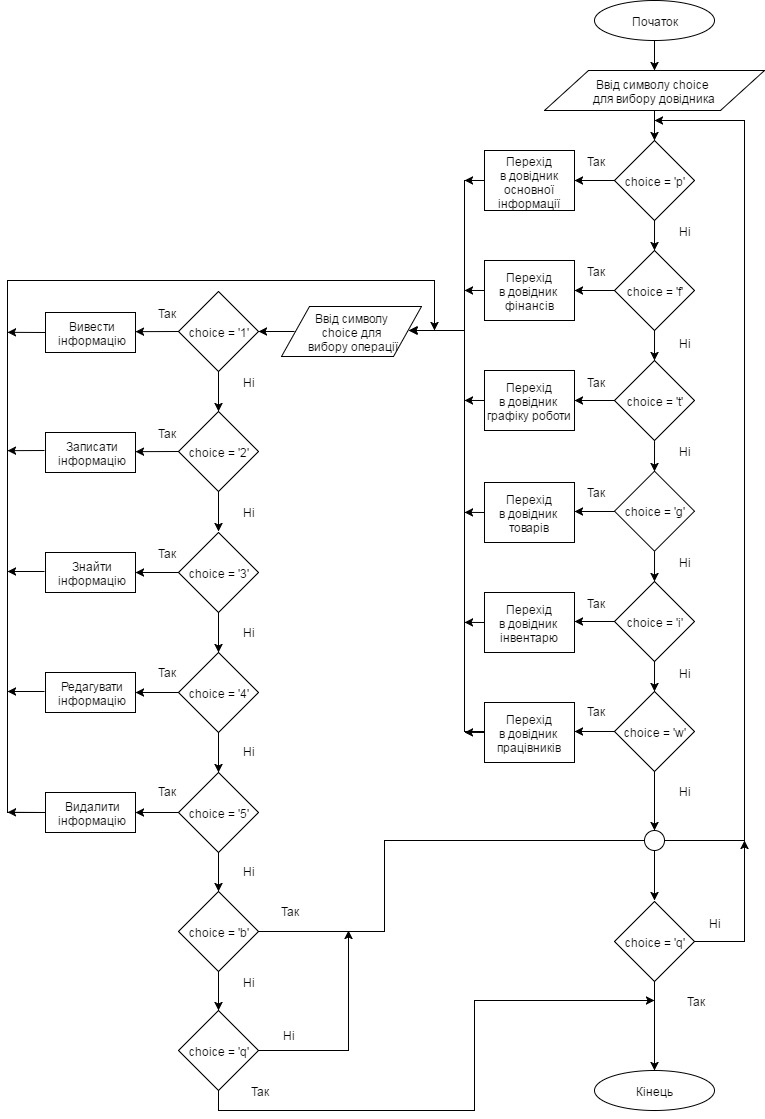 Початок
Ввід символу choice
для вибору довідника
choice = 'p'
Так
Ні
Перехід
в довідник
основної
інформації
choice = 'f'
Так
Ні
Перехід
в довідник
фінансів
choice = 't'
Так
Ні
Перехід
в довідник
графіку роботи
choice = 'g'
Так
Ні
Перехід
в довідник
товарів
choice = 'i'
Так
Ні
Перехід
в довідник
інвентарю
choice = 'w'
Так
Ні
Перехід
в довідник
працівників
Ввід символу
choice для
вибору операції
choice = '1'
Так
Ні
Вивести
інформацію
choice = '2'
Так
Ні
Записати
інформацію
choice = '3'
Так
Ні
Знайти
інформацію
choice = '4'
Так
Ні
Редагувати
інформацію
choice = '5'
Так
Ні
Видалити
інформацію
choice = 'b'
Так
Ні
choice = 'q'
Ні
Так
choice = 'q'
Ні
Так
Кінець